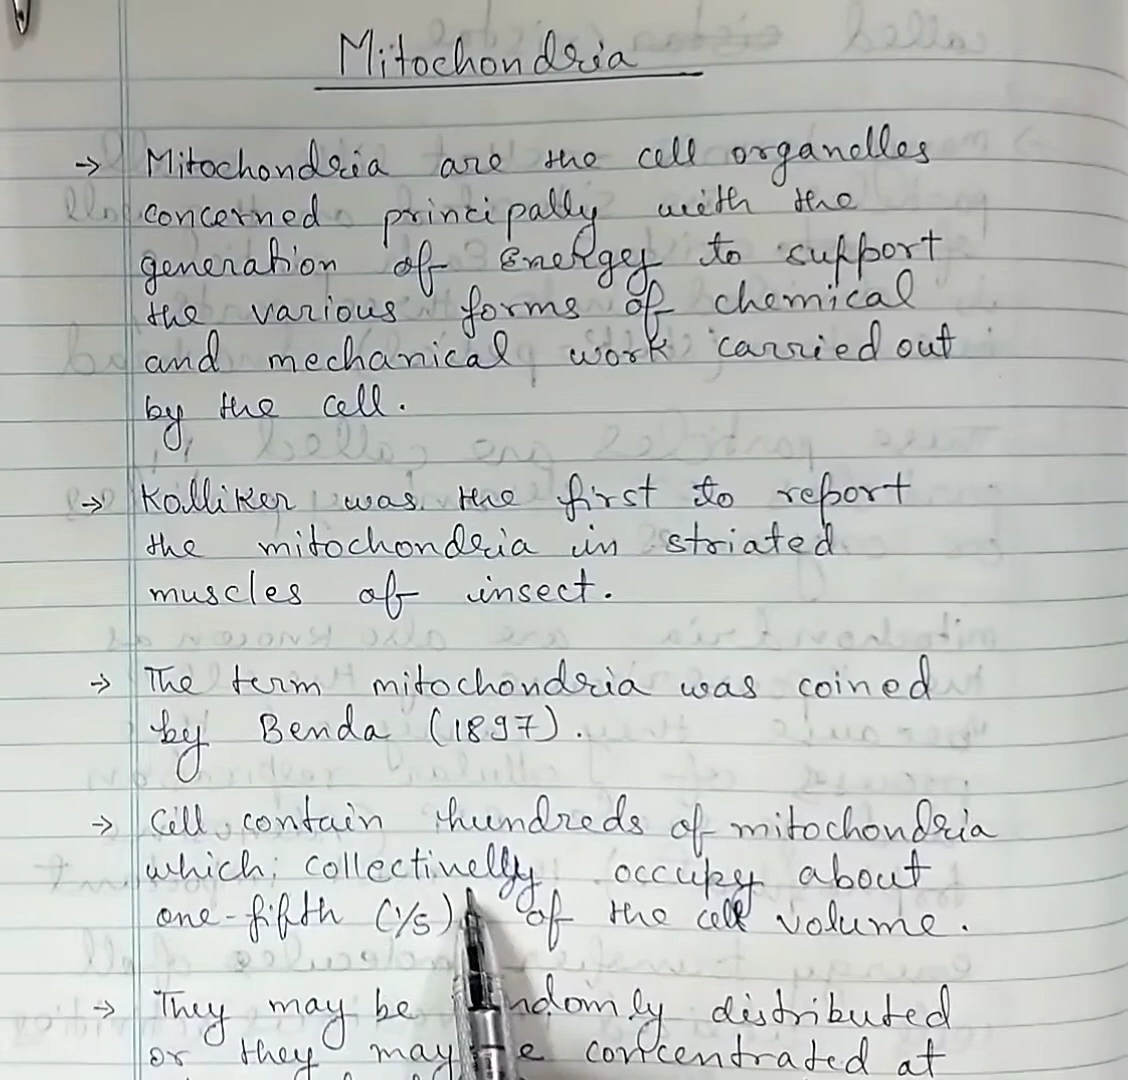 Mitochondria
→ Mitochondria are the cell organelles
concerned principally with the
generation of energy to support
the various forms of chemical
and mechanical work carried out
by the cell.
→ Kolliker was the first to report
the mitochondria in striated
muscles of insect.
→ The term mitochondria was coined
by Benda (1897).
→ Cell contain hundreds of mitochondria
which collectivelly occupy about
one-fifth (1/5) of the cell volume.
→ They may be distributed
or they may concentrated at